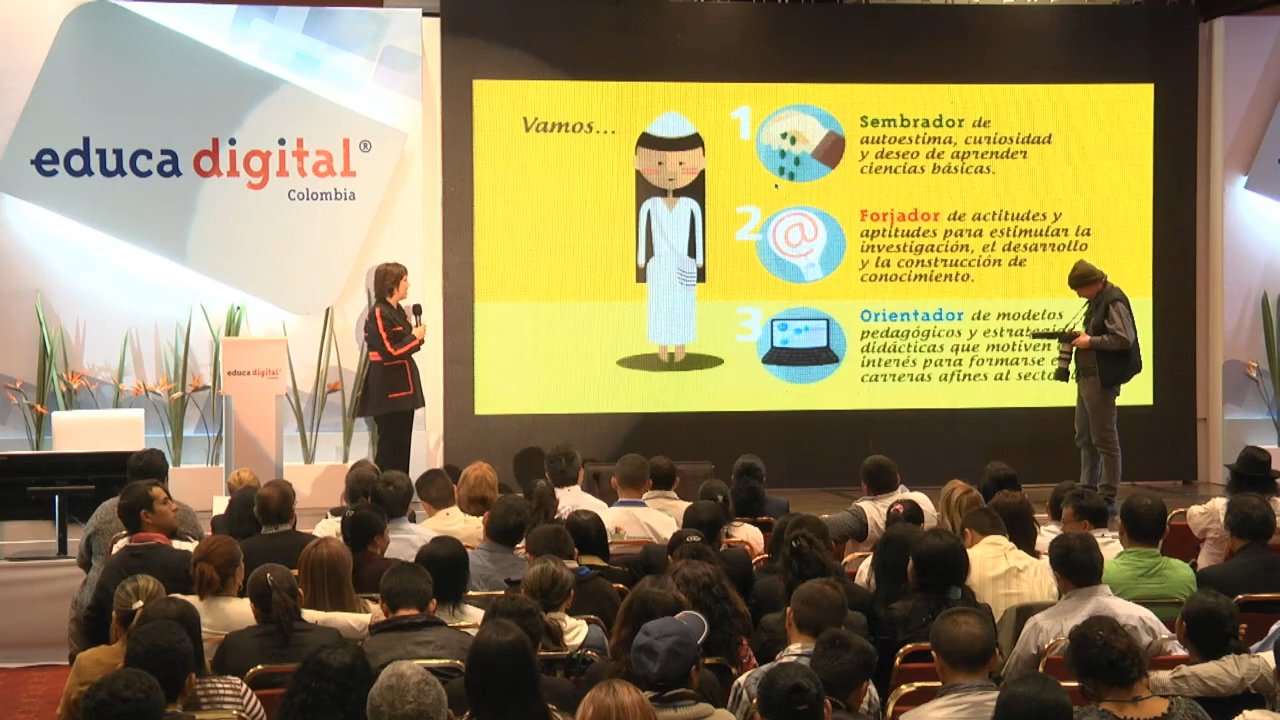 educa digital®
Colombia
educa digital
Vamos...
1
Sembrador de
autoestima, curiosidad
y deseo de aprender
ciencias básicas.
2
@
Forjador de actitudes y
aptitudes para estimular la
investigación, el desarrollo
y la construcción de
conocimiento.
3
Orientador de modelos
pedagógicos y
didácticas que motiven
interés para formarse
carreras afines al